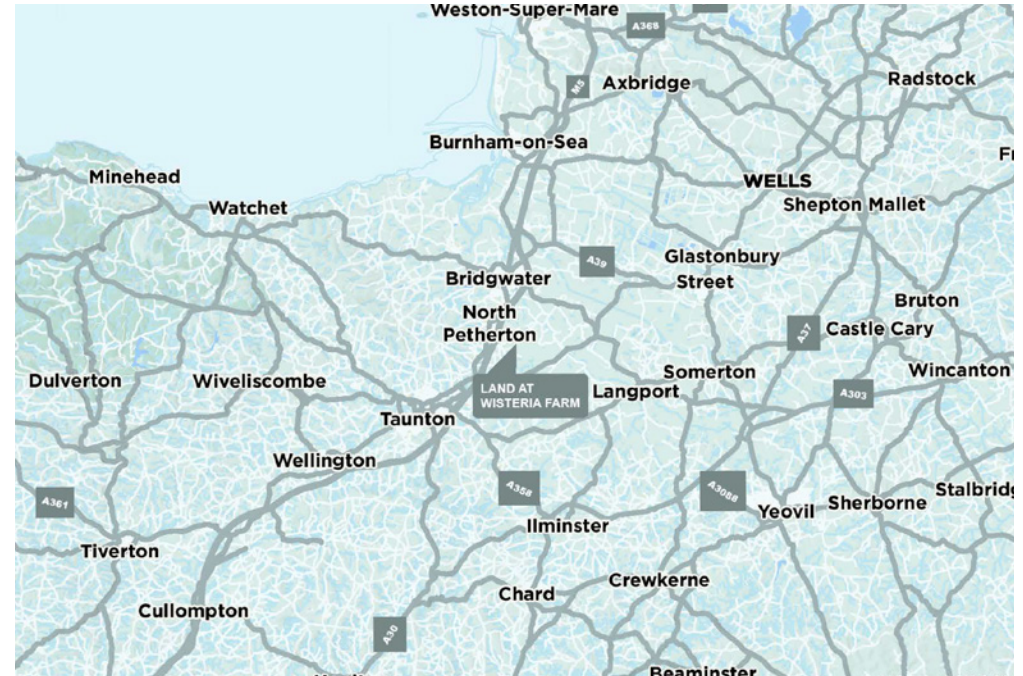 Weston-Super-Mare
A368
M5
Axbridge
Radstock
Burnham-on-Sea
Minehead
WELLS
Watchet
Shepton Mallet
Glastonbury
A39
Bridgwater
Street
Bruton
North
Petherton
A37
Castle Cary
Dulverton
Wiveliscombe
LAND AT
WISTERIA FARM
Langport
Somerton
A303
Wincanton
Taunton
Wellington
A361
A358
A3088
Yeovil
Sherborne
Ilminster
Tiverton
Crewkerne
Chard
Cullompton
A30
Beaminster